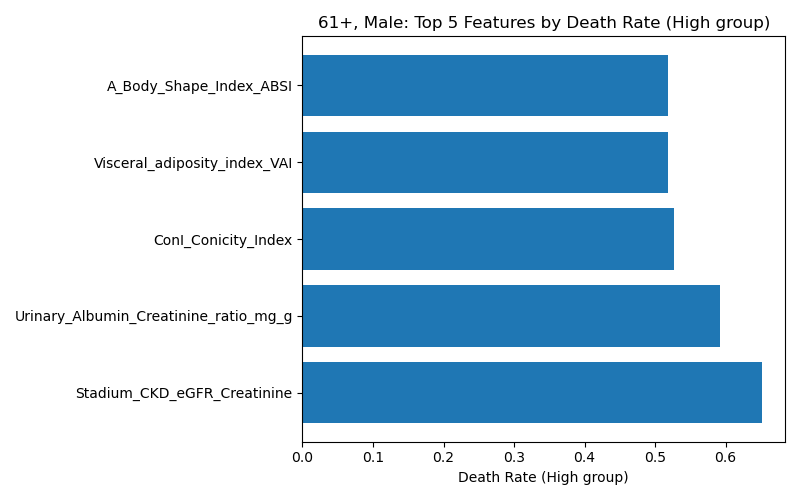 61+, Male: Top 5 Features by Death Rate (High group)
A_Body_Shape_Index_ABSI
Visceral_adiposity_index_VAI
ConI_Conicity_Index
Urinary_Albumin_Creatinine_ratio_mg_g
Stadium_CKD_eGFR_Creatinine
0.0 0.1 0.2 0.3 0.4 0.5 0.6
Death Rate (High group)